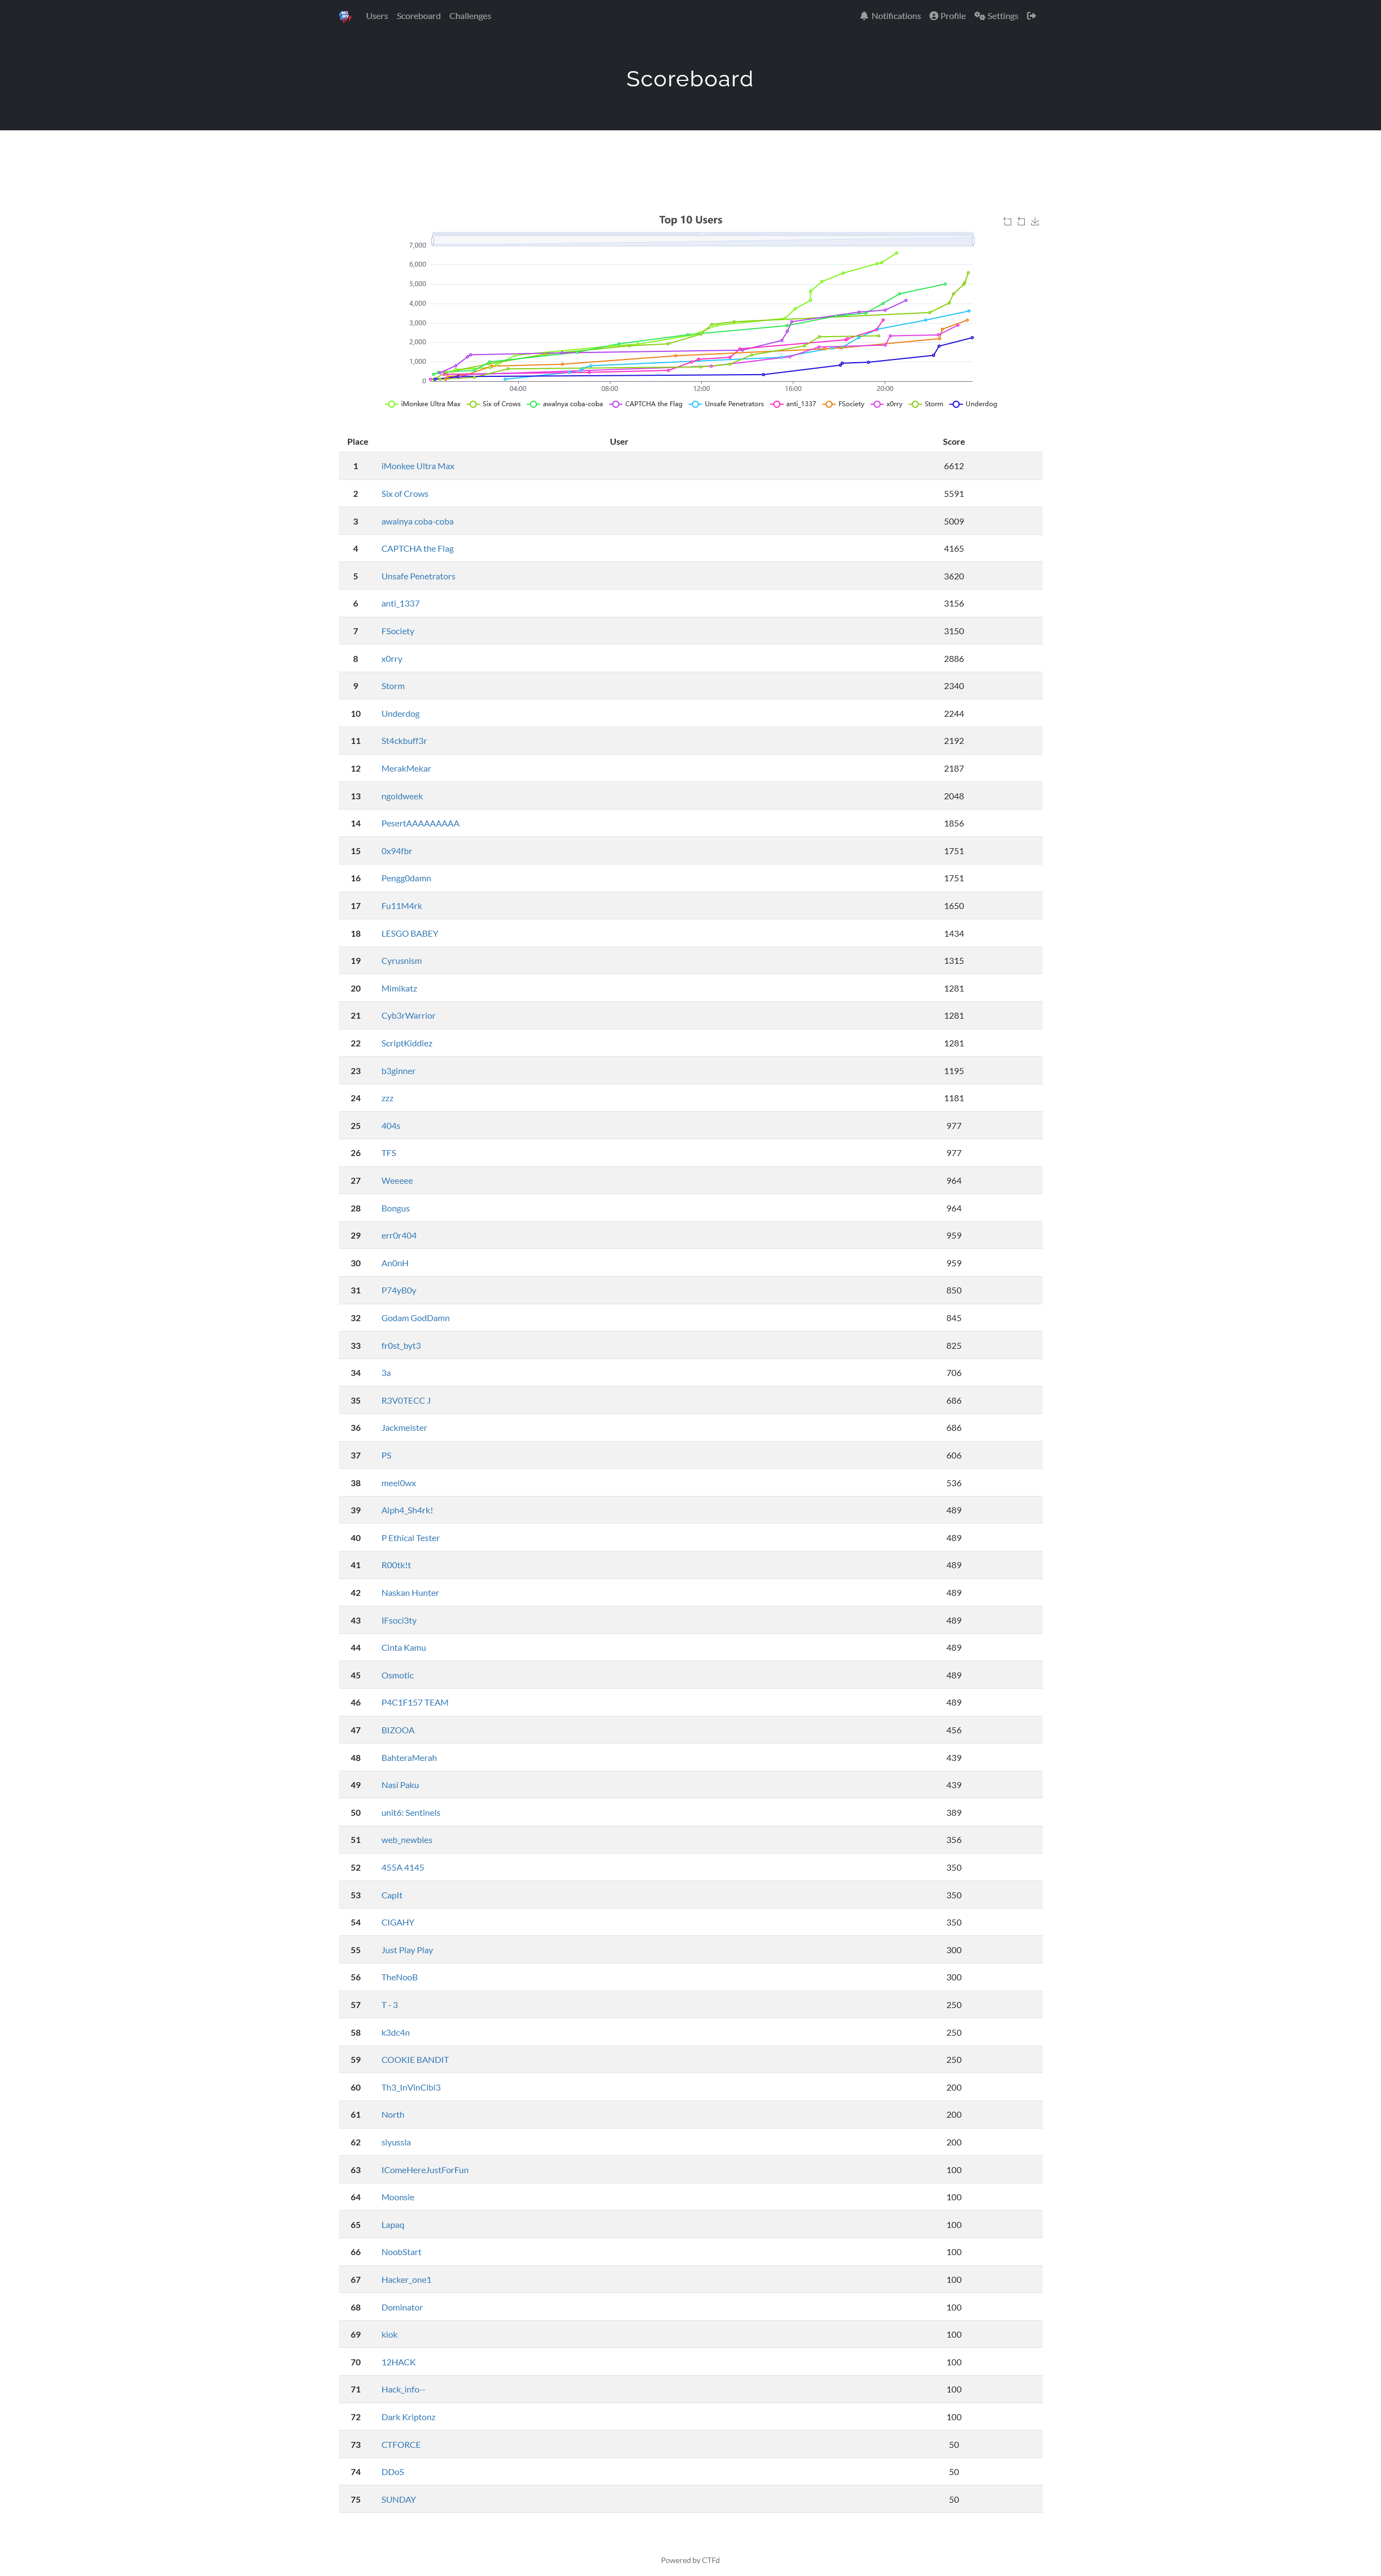 Users Scoreboard Challenges Notifications Profile Settings
Scoreboard
Top 10 Users
7,000
6,000
5,000
4,000
3,000
2,000
1,000
0
04:00 08:00 12:00 16:00 20:00
iMonkee Ultra Max Six of Crows awalnya coba-coba CAPTCHA the Flag Unsafe Penetrators anti_1337 FSociety x0rry Storm Underdog
Place User Score
1 iMonkee Ultra Max 6612
2 Six of Crows 5591
3 awalnya coba-coba 5009
4 CAPTCHA the Flag 4165
5 Unsafe Penetrators 3620
6 anti_1337 3156
7 FSociety 3150
8 x0rry 2886
9 Storm 2340
10 Underdog 2244
11 St4ckbuff3r 2192
12 MerakMekar 2187
13 ngoldweek 2048
14 PesertAAAAAAAAA 1856
15 0x94fbr 1751
16 Pengg0damn 1751
17 Fu11M4rk 1650
18 LESGO BABEY 1434
19 Cyrusnism 1315
20 Mimikatz 1281
21 Cyb3rWarrior 1281
22 ScriptKiddiez 1281
23 b3ginner 1195
24 zzz 1181
25 404s 977
26 TFS 977
27 Weeeee 964
28 Bongus 964
29 err0r404 959
30 An0nH 959
31 P74yB0y 850
32 Godam GodDamn 845
33 fr0st_byt3 825
34 3a 706
35 R3V0TECC J 686
36 Jackmeister 686
37 PS 606
38 meel0wx 536
39 Alph4_Sh4rk! 489
40 P Ethical Tester 489
41 R00tk!t 489
42 Naskan Hunter 489
43 IFsoci3ty 489
44 Cinta Kamu 489
45 Osmotic 489
46 P4C1F157 TEAM 489
47 BIZOOA 456
48 BahteraMerah 439
49 Nasi Paku 439
50 unit6: Sentinels 389
51 web_newbies 356
52 455A 4145 350
53 CapIt 350
54 CIGAHY 350
55 Just Play Play 300
56 TheNooB 300
57 T - 3 250
58 k3dc4n 250
59 COOKIE BANDIT 250
60 Th3_InVinCibl3 200
61 North 200
62 siyussla 200
63 IComeHereJustForFun 100
64 Moonsie 100
65 Lapaq 100
66 NoobStart 100
67 Hacker_one1 100
68 Dominator 100
69 kiok 100
70 12HACK 100
71 Hack_info-- 100
72 Dark Kriptonz 100
73 CTFORCE 50
74 DDoS 50
75 SUNDAY 50
Powered by CTFd